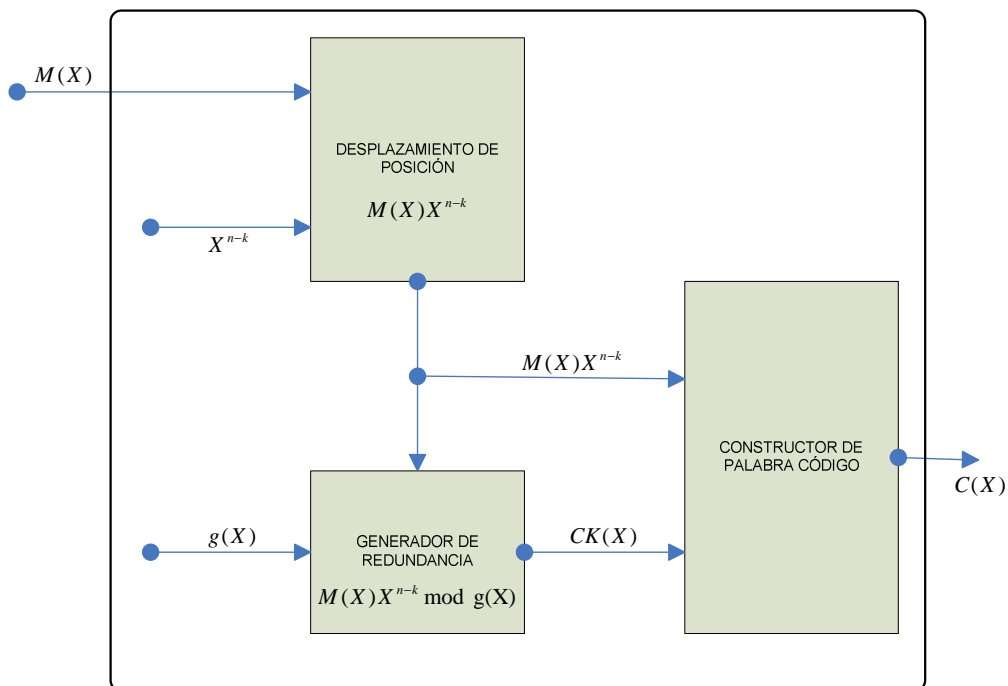 M(X)
DESPLAZAMIENTO DE
POSICIÓN
M(X)X^{n-k}
X^{n-k}
M(X)X^{n-k}
CONSTRUCTOR DE
PALABRA CÓDIGO
C(X)
g(X)
GENERADOR DE
REDUNDANCIA
M(X)X^{n-k} mod g(X)
CK(X)